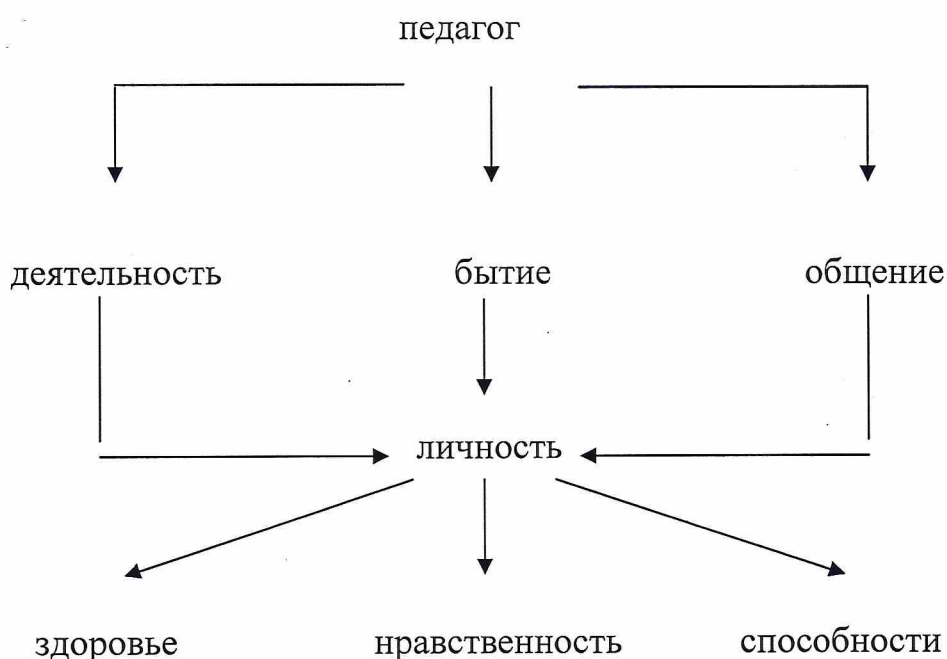 педагог
деятельность бытие общение
личность
здоровье нравственность способности